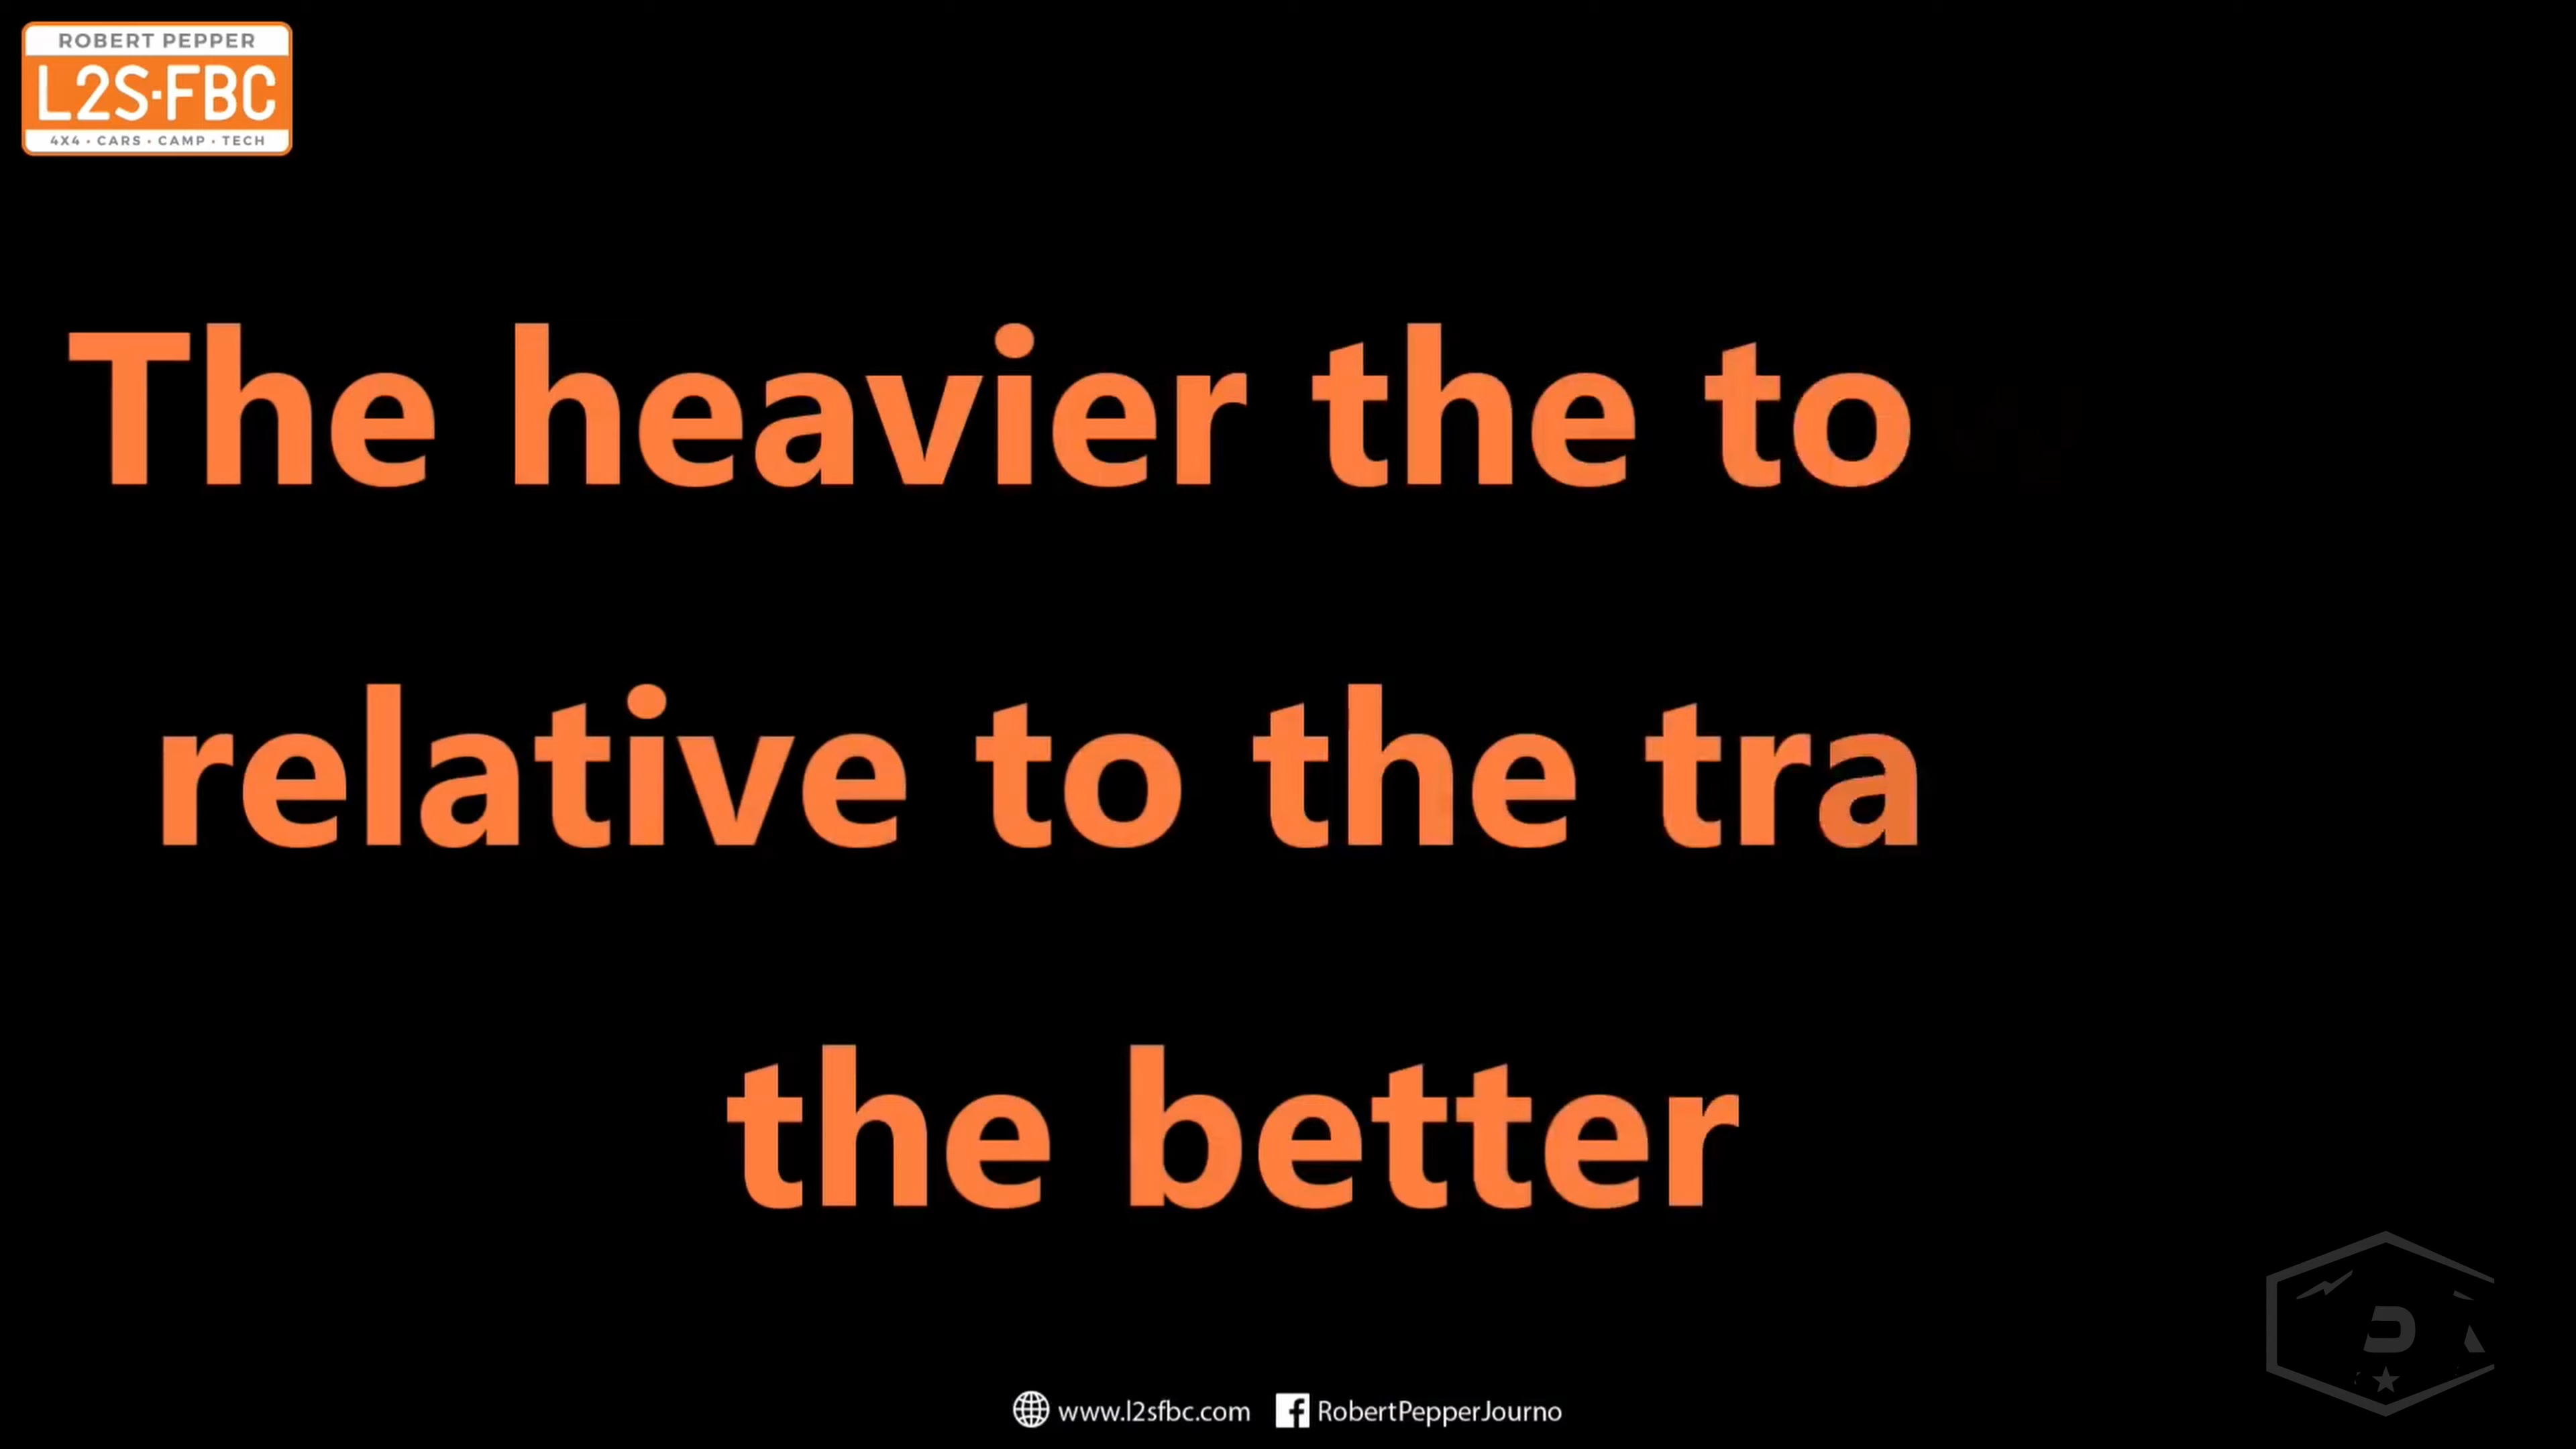 ROBERT PEPPER
L2S·FBC
4X4 · CARS · CAMP · TECH
The heavier the to
relative to the tra
the better
www.l2sfbc.com RobertPepperJourno